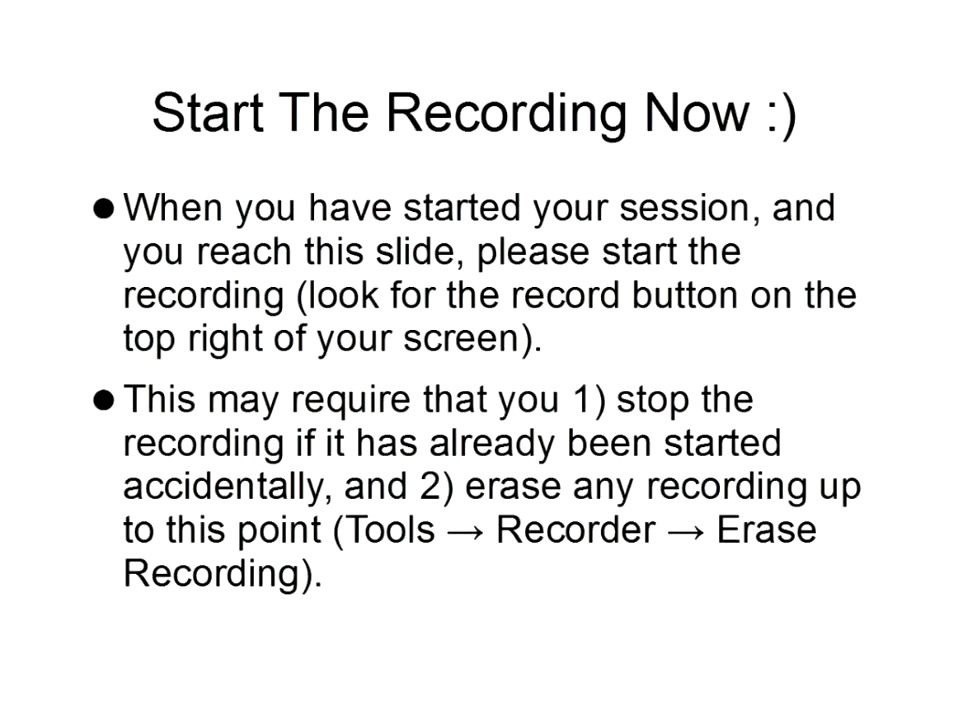 Start The Recording Now :)
● When you have started your session, and
you reach this slide, please start the
recording (look for the record button on the
top right of your screen).
● This may require that you 1) stop the
recording if it has already been started
accidentally, and 2) erase any recording up
to this point (Tools → Recorder → Erase
Recording).